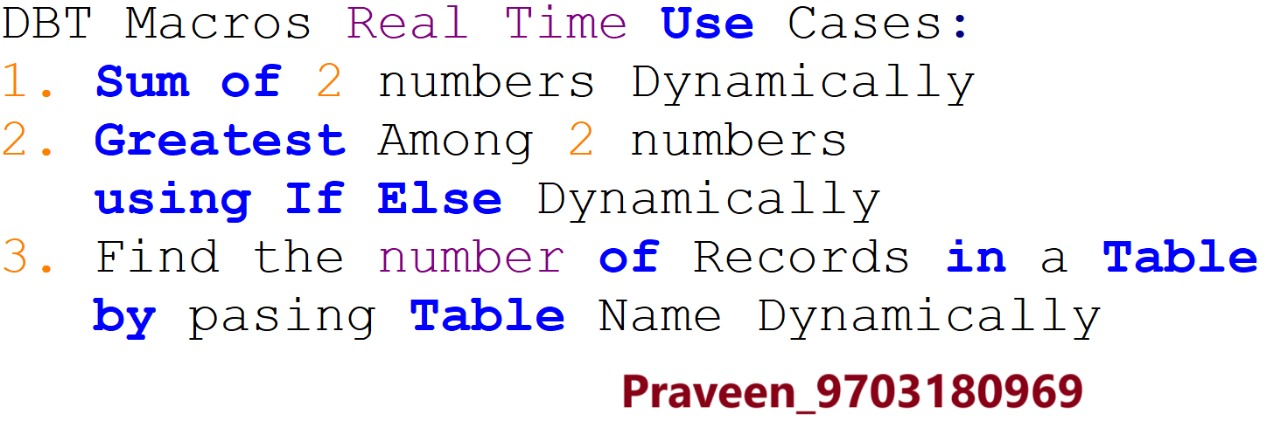 DBT Macros Real Time Use Cases:
1. Sum of 2 numbers Dynamically
2. Greatest Among 2 numbers
using If Else Dynamically
3. Find the number of Records in a Table
by pasing Table Name Dynamically
Praveen_9703180969